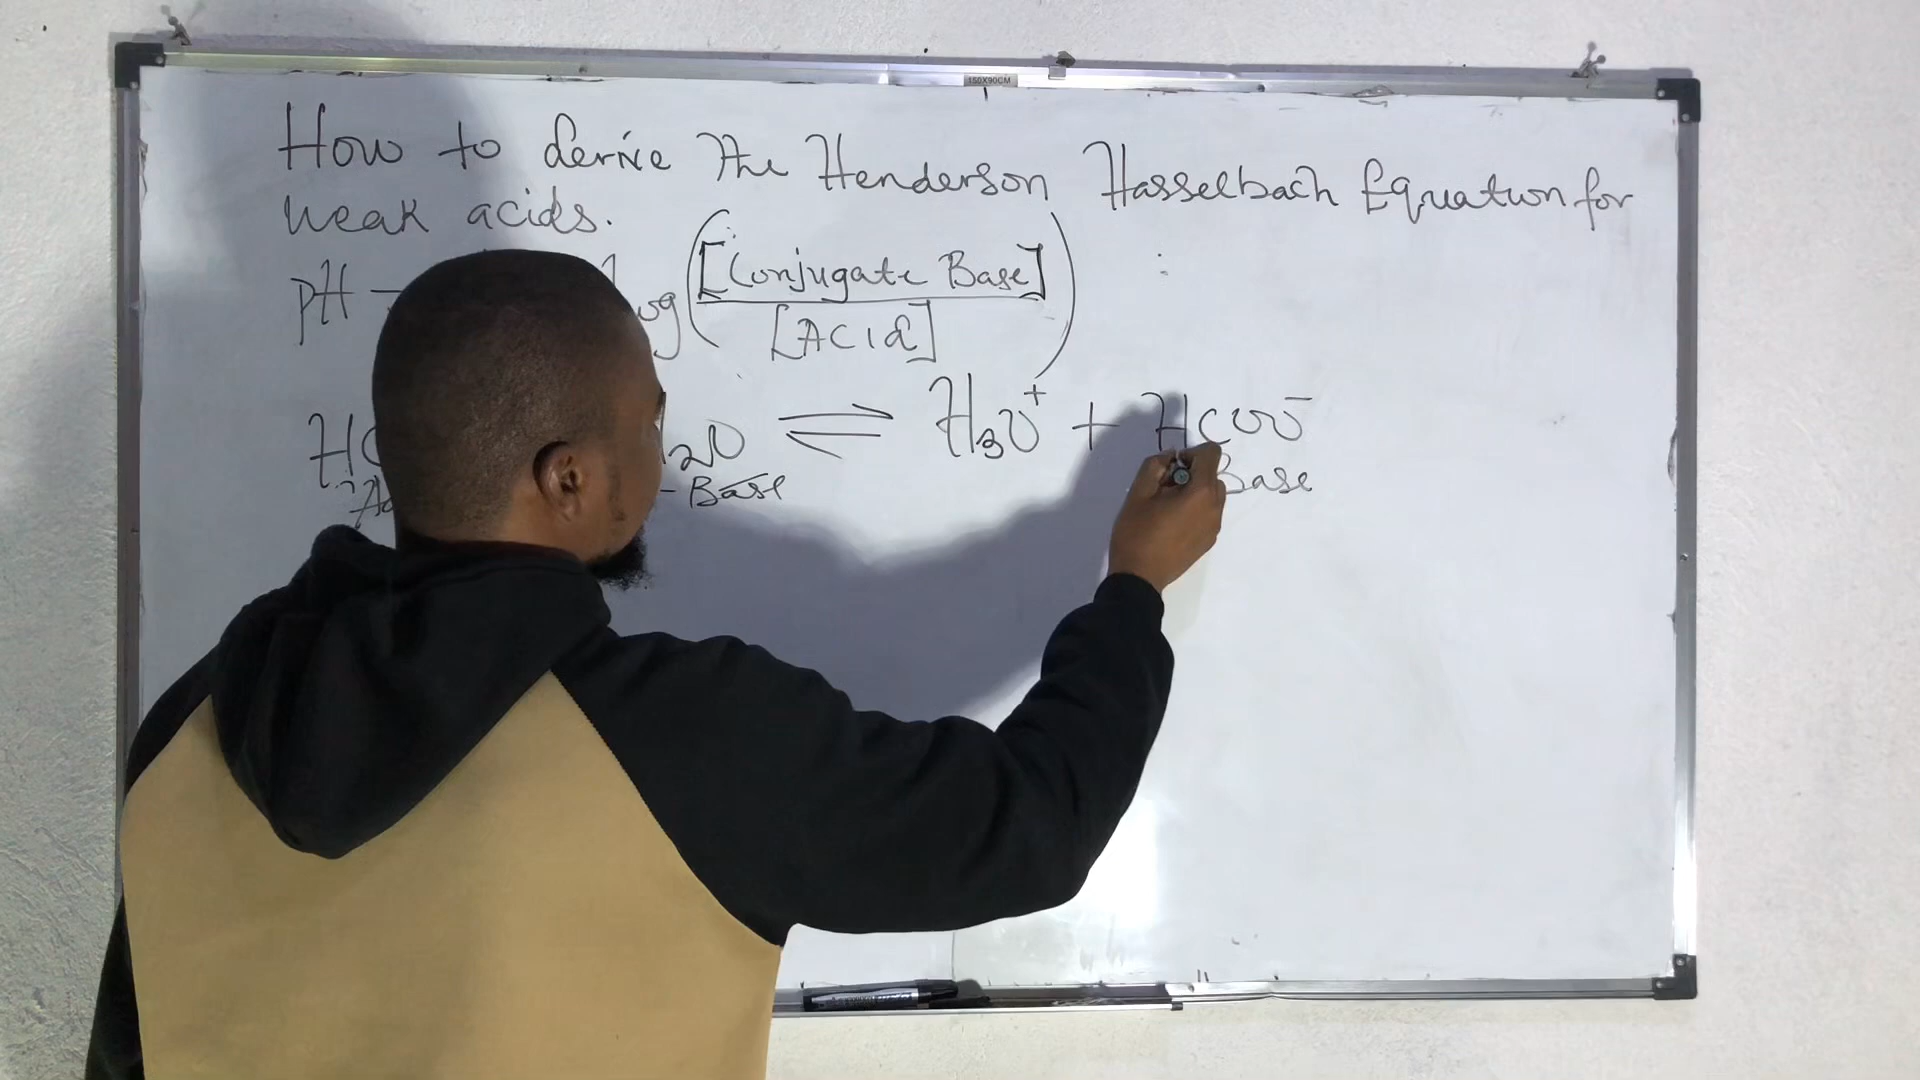 150X90CM
How to derive the Henderson Hasselbach Equation for
weak acids.
pH [Conjugate Base]
[Acid]
H2O ⇌ H3O+ + HCOO-
- Base Base